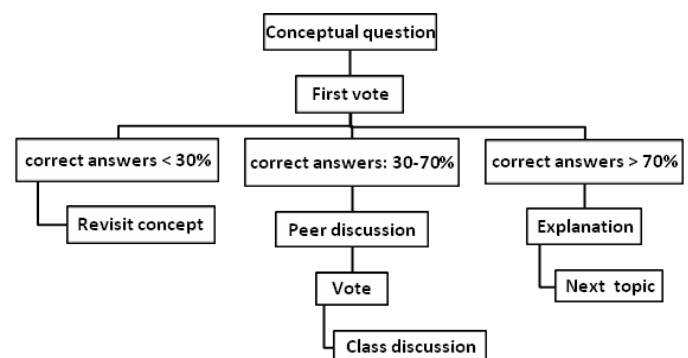 Conceptual question
First vote
correct answers < 30%
correct answers: 30-70%
correct answers > 70%
Revisit concept
Peer discussion
Explanation
Vote
Next topic
Class discussion